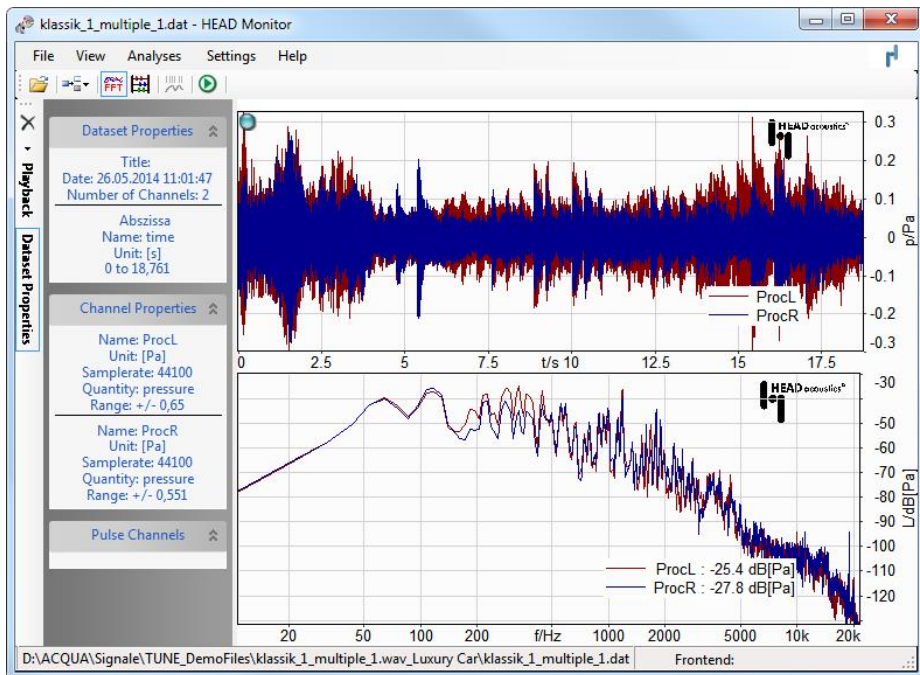 klassik_1_multiple_1.dat - HEAD Monitor
File View Analyses Settings Help
FFT
Playback
Dataset Properties
Dataset Properties
Title:
Date: 26.05.2014 11:01:47
Number of Channels: 2
Abszissa
Name: time
Unit: [s]
0 to 18,761
Channel Properties
Name: ProcL
Unit: [Pa]
Samplerate: 44100
Quantity: pressure
Range: +/- 0,65
Name: ProcR
Unit: [Pa]
Samplerate: 44100
Quantity: pressure
Range: +/- 0,551
Pulse Channels
HEAD acoustics®
0.3
0.2
0.1
0
-0.1
-0.2
-0.3
p/Pa
ProcL
ProcR
0 2.5 5 7.5 t/s 10 12.5 15 17.5
HEAD acoustics®
-30
-50
-60
-70
-80
-90
-100
-110
-120
L/dB[Pa]
ProcL : -25.4 dB[Pa]
ProcR : -27.8 dB[Pa]
20 50 100 200 f/Hz 1000 2000 5000 10k 20k
D:\ACQUA\Signale\TUNE_DemoFiles\klassik_1_multiple_1.wav_Luxury Car\klassik_1_multiple_1.dat Frontend: